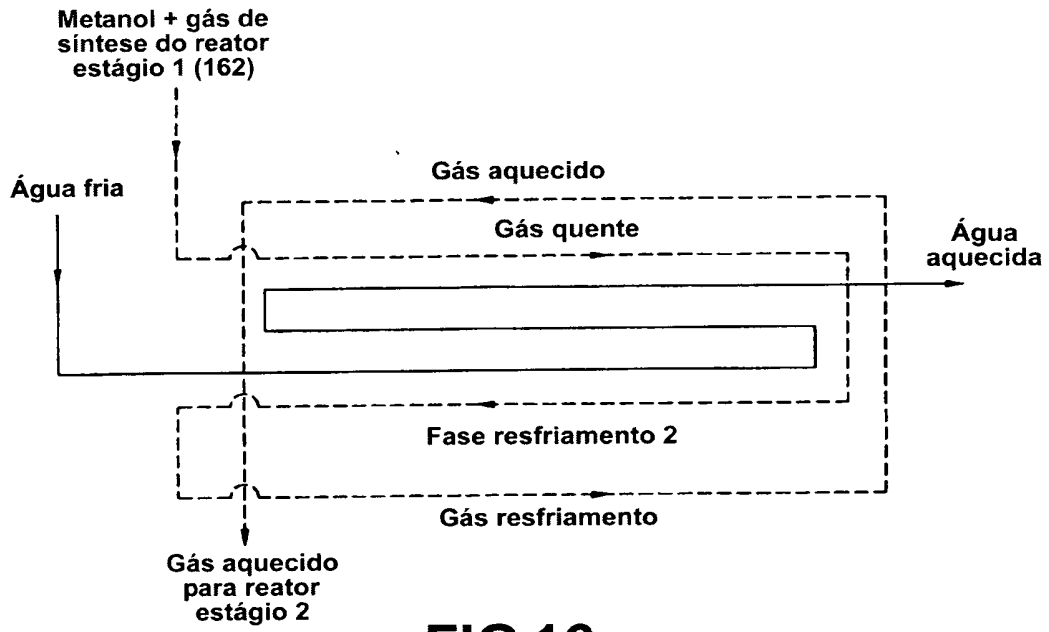 Metanol + gás de
síntese do reator
estágio 1 (162)
Água fria
Gás aquecido
Gás quente
Água
aquecida
Fase resfriamento 2
Gás resfriamento
Gás aquecido
para reator
estágio 2